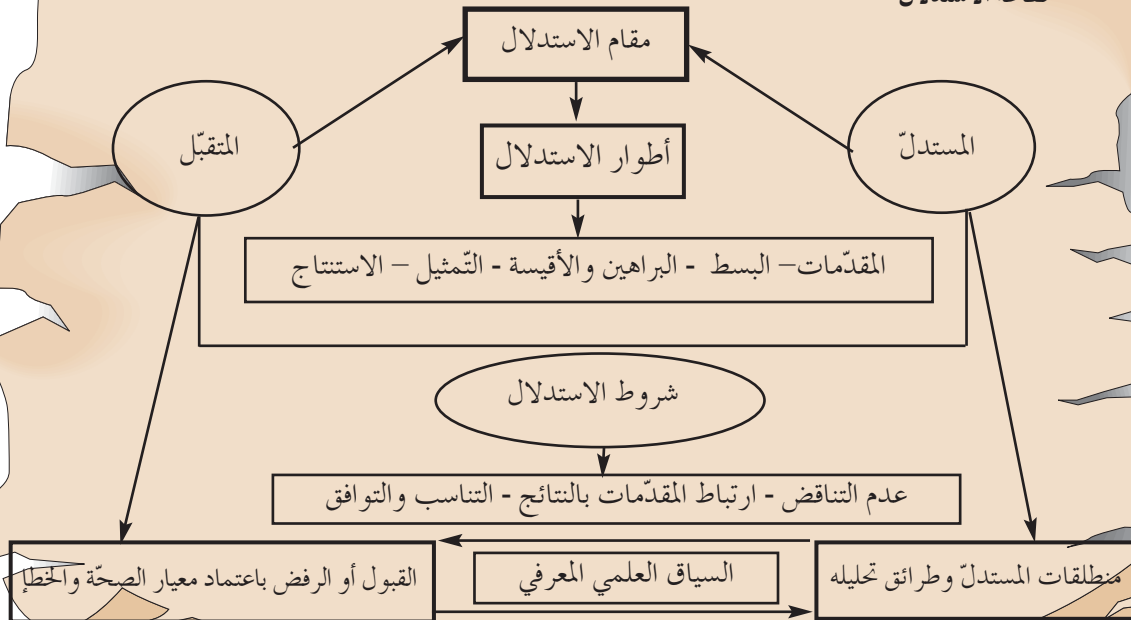 مقام الاستدلال
المستدلّ
المتقبّل
أطوار الاستدلال
المقدّمات – البسط - البراهين والأقيسة - التّمثيل – الاستنتاج
شروط الاستدلال
عدم التناقض - ارتباط المقدّمات بالنتائج - التناسب والتوافق
منطلقات المستدلّ وطرائق تحليله
السياق العلمي المعرفي
القبول أو الرفض باعتماد معيار الصحّة والخطإ